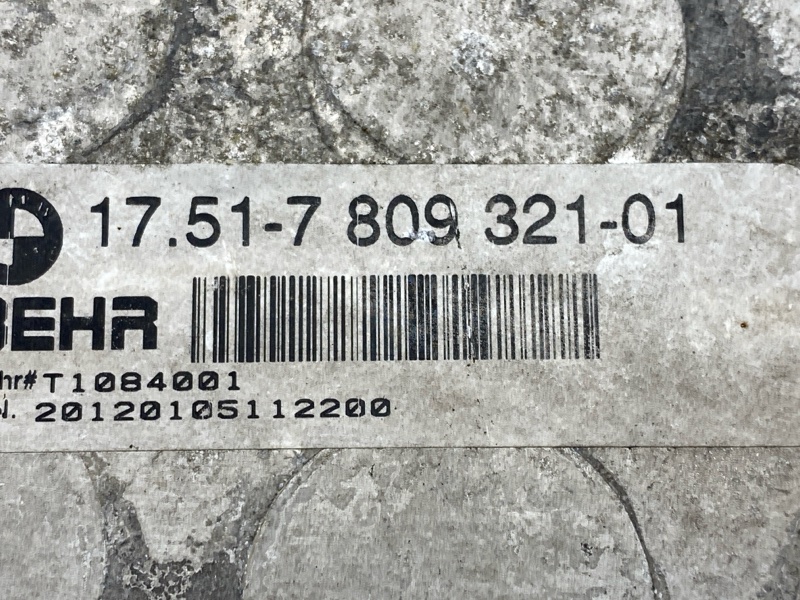 17.51-7 809 321-01
BEHR
hr# T1084001
N. 20120105112200